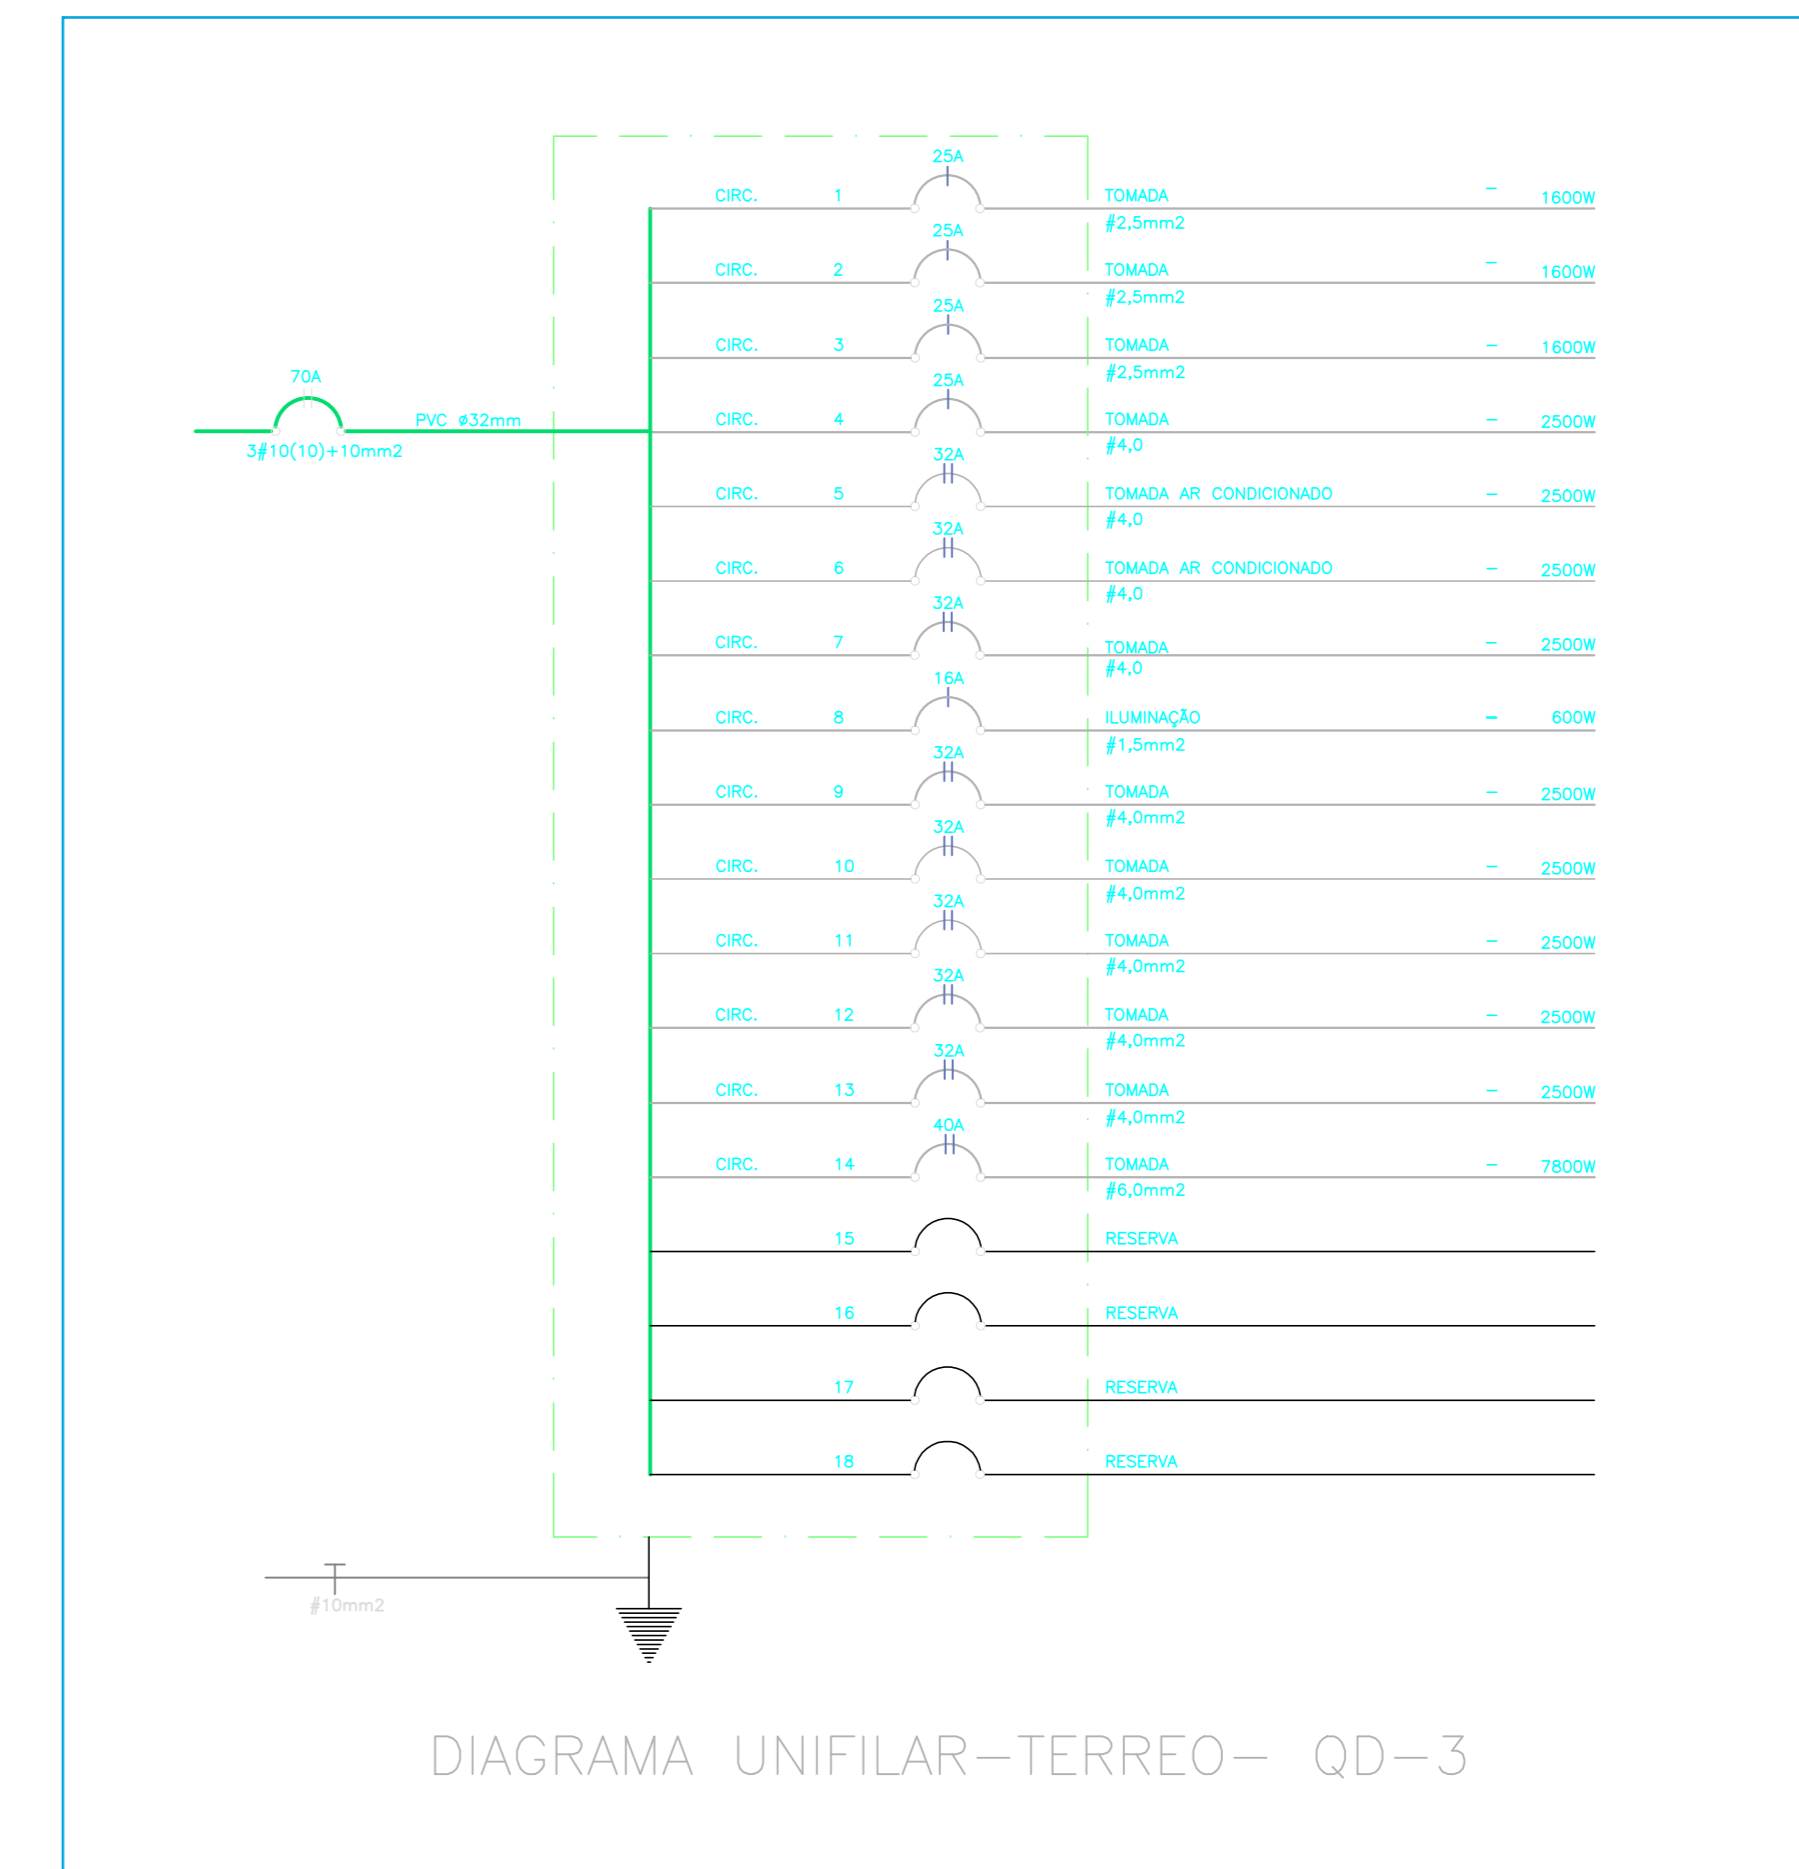 25A
CIRC. 1 TOMADA – 1600W
#2,5mm2
25A
CIRC. 2 TOMADA – 1600W
#2,5mm2
25A
CIRC. 3 TOMADA – 1600W
#2,5mm2
70A
PVC ø32mm
3#10(10)+10mm2
25A
CIRC. 4 TOMADA – 2500W
#4,0
32A
CIRC. 5 TOMADA AR CONDICIONADO – 2500W
#4,0
32A
CIRC. 6 TOMADA AR CONDICIONADO – 2500W
#4,0
32A
CIRC. 7 TOMADA – 2500W
#4,0
16A
CIRC. 8 ILUMINAÇÃO – 600W
#1,5mm2
32A
CIRC. 9 TOMADA – 2500W
#4,0mm2
32A
CIRC. 10 TOMADA – 2500W
#4,0mm2
32A
CIRC. 11 TOMADA – 2500W
#4,0mm2
32A
CIRC. 12 TOMADA – 2500W
#4,0mm2
32A
CIRC. 13 TOMADA – 2500W
#4,0mm2
40A
CIRC. 14 TOMADA – 7800W
#6,0mm2
15 RESERVA
16 RESERVA
17 RESERVA
18 RESERVA
#10mm2
DIAGRAMA UNIFILAR–TERREO– QD–3